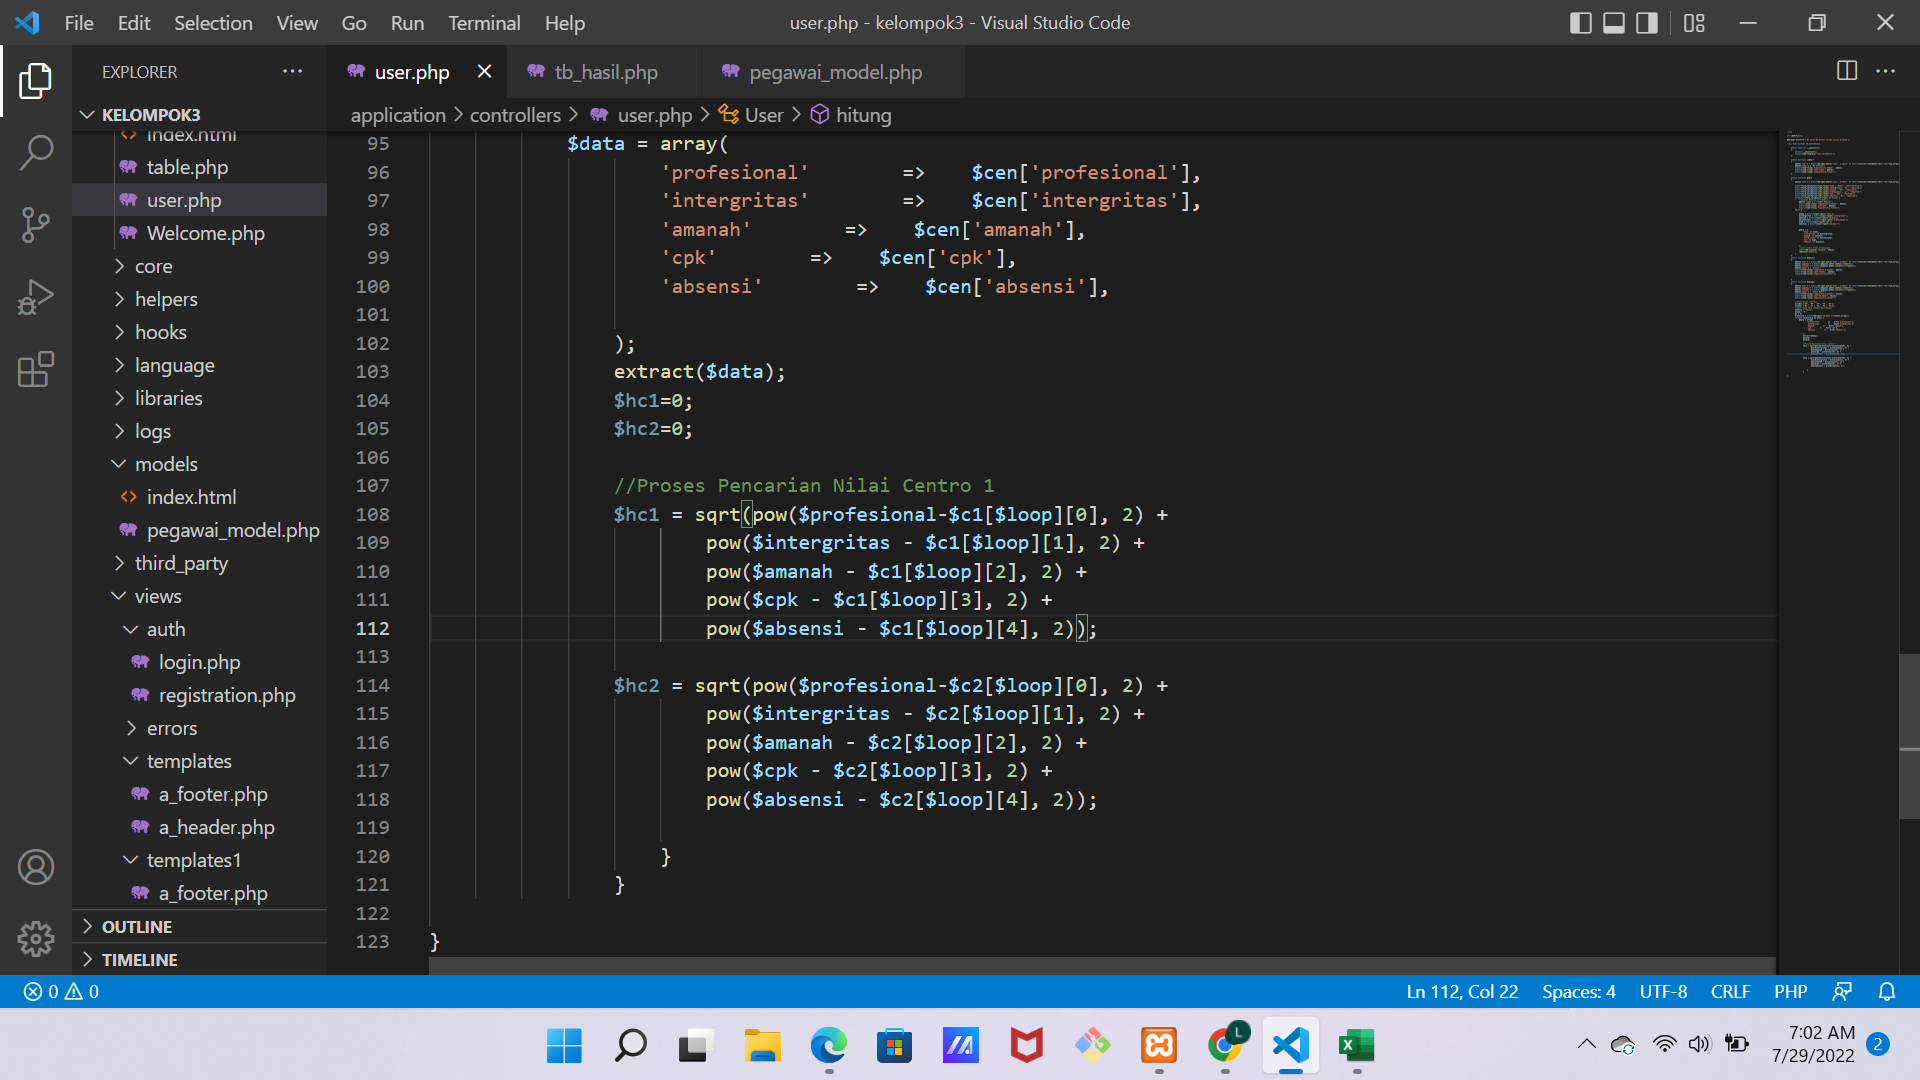 File Edit Selection View Go Run Terminal Help
user.php - kelompok3 - Visual Studio Code
EXPLORER
user.php
tb_hasil.php
pegawai_model.php
KELOMPOK3
application > controllers > user.php > User > hitung
index.html
table.php
user.php
Welcome.php
core
helpers
hooks
language
libraries
logs
models
index.html
pegawai_model.php
third_party
views
auth
login.php
registration.php
errors
templates
a_footer.php
a_header.php
templates1
a_footer.php
OUTLINE
TIMELINE
95 $data = array(
96 'profesional' => $cen['profesional'],
97 'intergritas' => $cen['intergritas'],
98 'amanah' => $cen['amanah'],
99 'cpk' => $cen['cpk'],
100 'absensi' => $cen['absensi'],
101
102 );
103 extract($data);
104 $hc1=0;
105 $hc2=0;
106
107 //Proses Pencarian Nilai Centro 1
108 $hc1 = sqrt(pow($profesional-$c1[$loop][0], 2) +
109 pow($intergritas - $c1[$loop][1], 2) +
110 pow($amanah - $c1[$loop][2], 2) +
111 pow($cpk - $c1[$loop][3], 2) +
112 pow($absensi - $c1[$loop][4], 2));
113
114 $hc2 = sqrt(pow($profesional-$c2[$loop][0], 2) +
115 pow($intergritas - $c2[$loop][1], 2) +
116 pow($amanah - $c2[$loop][2], 2) +
117 pow($cpk - $c2[$loop][3], 2) +
118 pow($absensi - $c2[$loop][4], 2));
119
120 }
121 }
122
123 }
0 0
Ln 112, Col 22 Spaces: 4 UTF-8 CRLF PHP
L
7:02 AM
7/29/2022
2